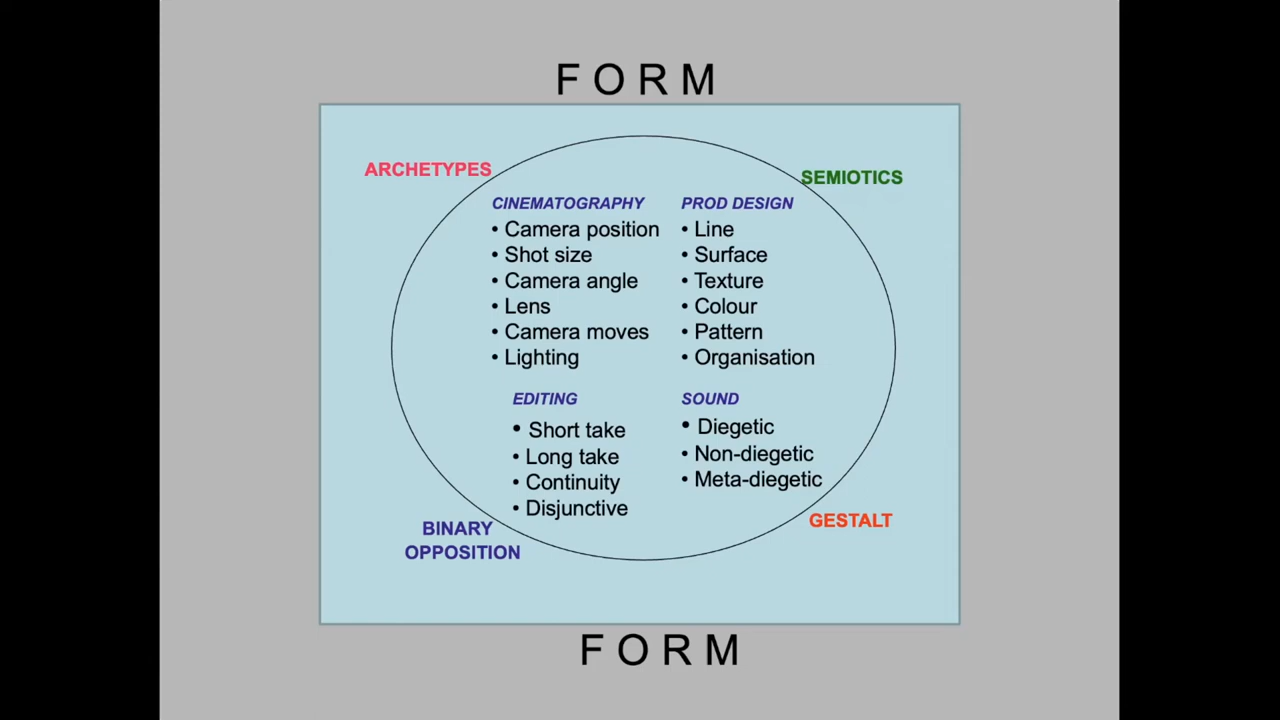 FORM
ARCHETYPES
SEMIOTICS
CINEMATOGRAPHY
• Camera position
• Shot size
• Camera angle
• Lens
• Camera moves
• Lighting
PROD DESIGN
• Line
• Surface
• Texture
• Colour
• Pattern
• Organisation
EDITING
• Short take
• Long take
• Continuity
• Disjunctive
SOUND
• Diegetic
• Non-diegetic
• Meta-diegetic
BINARY
OPPOSITION
GESTALT
FORM